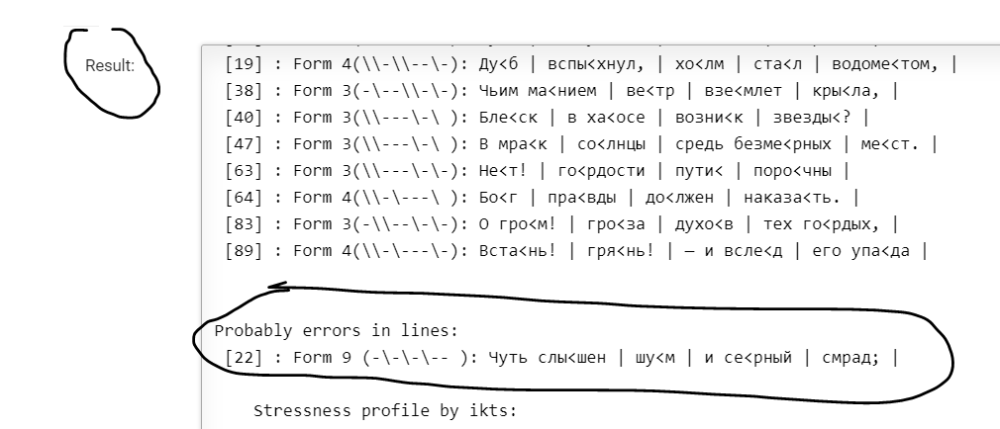 Result:
[19] : Form 4(\\-\\--\-): Ду<б | вспы<хнул, | хо<лм | ста<л | водоме<том, |
[38] : Form 3(-\--\\-\-): Чьим ма<нием | ве<тр | взе<млет | кры<ла, |
[40] : Form 3(\\---\-\ ): Бле<ск | в ха<осе | возни<к | звезды<? |
[47] : Form 3(\\---\-\ ): В мра<к | со<лнцы | средь безме<рных | ме<ст. |
[63] : Form 3(\\---\-\-): Не<т! | го<рдости | пути< | поро<чны |
[64] : Form 4(\\-\---\ ): Бо<г | пра<вды | до<лжен | наказа<ть. |
[83] : Form 3(-\\--\-\-): О гро<м! | гро<за | духо<в | тех го<рдых, |
[89] : Form 4(\\-\---\-): Вста<нь! | гря<нь! | — и всле<д | его упа<да |
Probably errors in lines:
[22] : Form 9 (-\-\-\-- ): Чуть слы<шен | шу<м | и се<рный | смрад; |
Stressness profile by ikts: